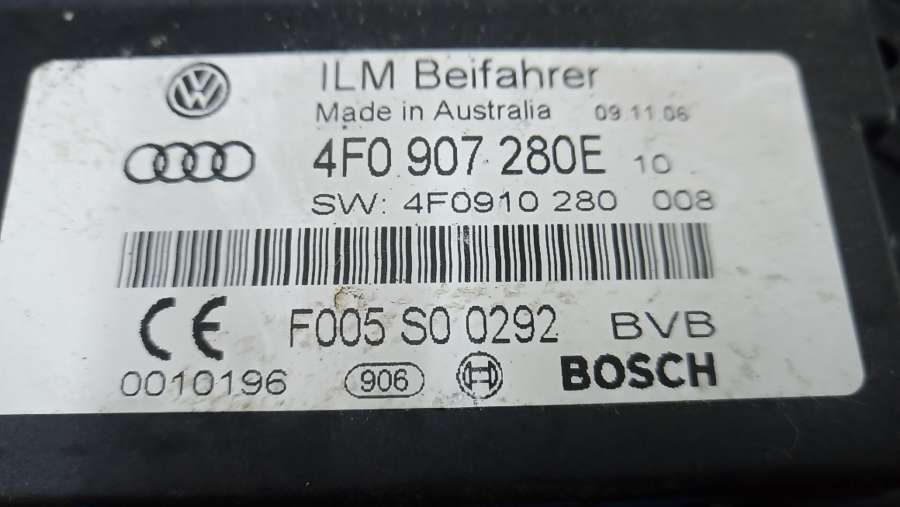 ILM Beifahrer
Made in Australia 09.11.06
4F0 907 280E 10
SW: 4F0910 280 008
F005 S0 0292 BVB
0010196 906 BOSCH